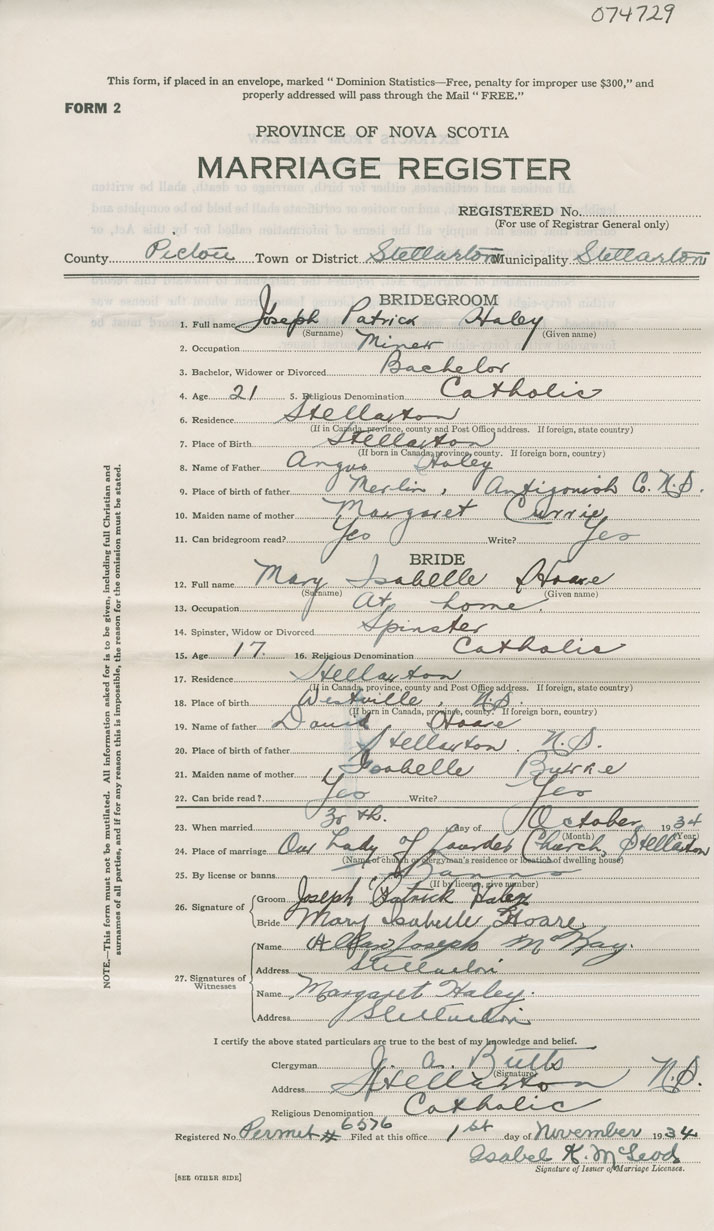 074729
This form, if placed in an envelope, marked " Dominion Statistics—Free, penalty for improper use $300," and
properly addressed will pass through the Mail " FREE."
FORM 2
PROVINCE OF NOVA SCOTIA
MARRIAGE REGISTER
REGISTERED No.
(For use of Registrar General only)
County Pictou Town or District Stellarton Municipality Stellarton
BRIDEGROOM
1. Full name Joseph Patrick Haley
(Surname) (Given name)
2. Occupation Miner
3. Bachelor, Widower or Divorced Bachelor
4. Age 21 5. Religious Denomination Catholic
6. Residence Stellarton
(If in Canada, province, county and Post Office address. If foreign, state country)
7. Place of Birth Stellarton
(If born in Canada, province, county. If foreign born, county)
8. Name of Father Angus Haley
9. Place of birth of father Merlin, Antigonish Co. N.S.
10. Maiden name of mother Margaret Currie
11. Can bridegroom read? Yes Write? Yes
BRIDE
12. Full name Mary Isabelle Hoare
(Surname) (Given name)
13. Occupation At home.
14. Spinster, Widow or Divorced Spinster
15. Age 17. 16. Religious Denomination Catholic
17. Residence Stellarton
(If in Canada, province, county and Post Office address. If foreign, state country)
18. Place of birth Westville, N.S.
(If born in Canada, province, county. If foreign born, county)
19. Name of father David Hoare
20. Place of birth of father Stellarton N.S.
21. Maiden name of mother Isabelle Burke
22. Can bride read? Yes Write? Yes
23. When married 30 th. day of October 1934
(Month) (Year)
24. Place of marriage Our Lady of Lourdes Church, Stellarton
(Name of church or clergyman's residence or location of dwelling house)
25. By license or banns Banns
(If by license, give number)
26. Signature of Groom Joseph Patrick Haley
Bride Mary Isabelle Hoare
27. Signatures of Witnesses
Name Allan Joseph McKay.
Address Stellarton
Name Margaret Haley.
Address Stellarton
I certify the above stated particulars are true to the best of my knowledge and belief.
Clergyman J. A. Butts
(Signature)
Address Stellarton N.S.
Religious Denomination Catholic
Registered No. Permit # 6576 Filed at this office 1st day of November 1934
Isabel K. McLeod
Signature of Issuer of Marriage Licenses.
[SEE OTHER SIDE]
NOTE.—This form must not be mutilated. All information asked for is to be given, including full Christian and
surnames of all parties, and if for any reason this is impossible, the reason for the omission must be stated.